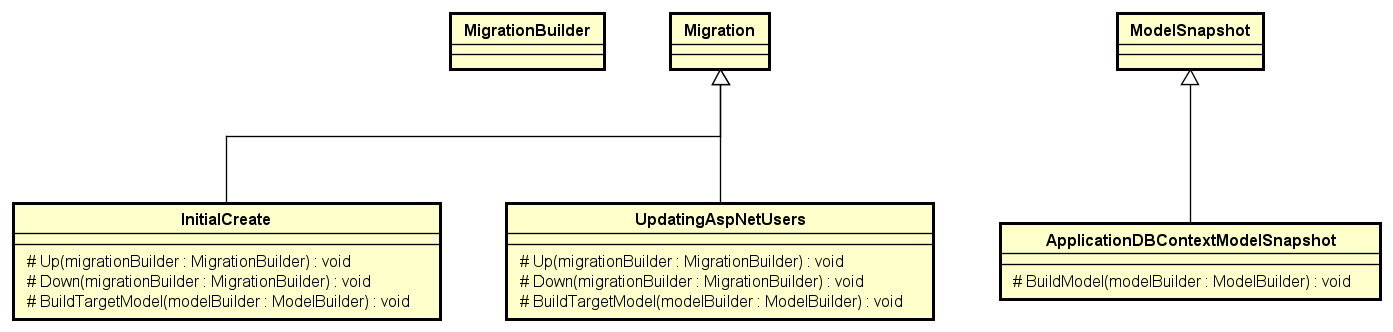 MigrationBuilder
Migration
ModelSnapshot
InitialCreate
# Up(migrationBuilder : MigrationBuilder) : void
# Down(migrationBuilder : MigrationBuilder) : void
# BuildTargetModel(modelBuilder : ModelBuilder) : void
UpdatingAspNetUsers
# Up(migrationBuilder : MigrationBuilder) : void
# Down(migrationBuilder : MigrationBuilder) : void
# BuildTargetModel(modelBuilder : ModelBuilder) : void
ApplicationDBContextModelSnapshot
# BuildModel(modelBuilder : ModelBuilder) : void